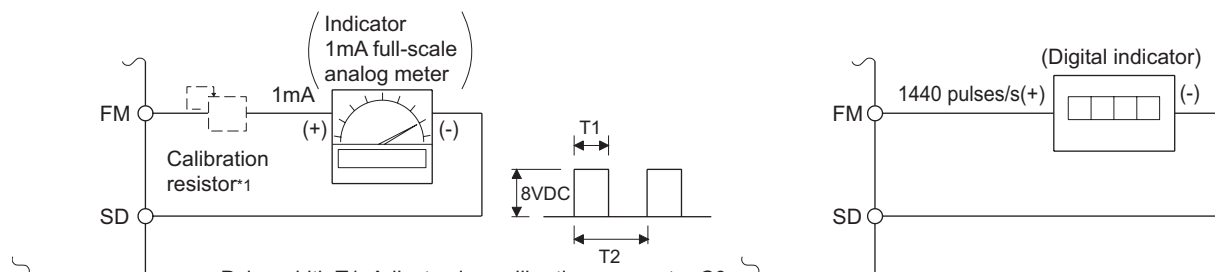 Indicator
1mA full-scale
analog meter
(Digital indicator)
FM
1mA
(+)
(-)
FM
1440 pulses/s(+)
(-)
Calibration
resistor*1
T1
8VDC
SD
SD
T2